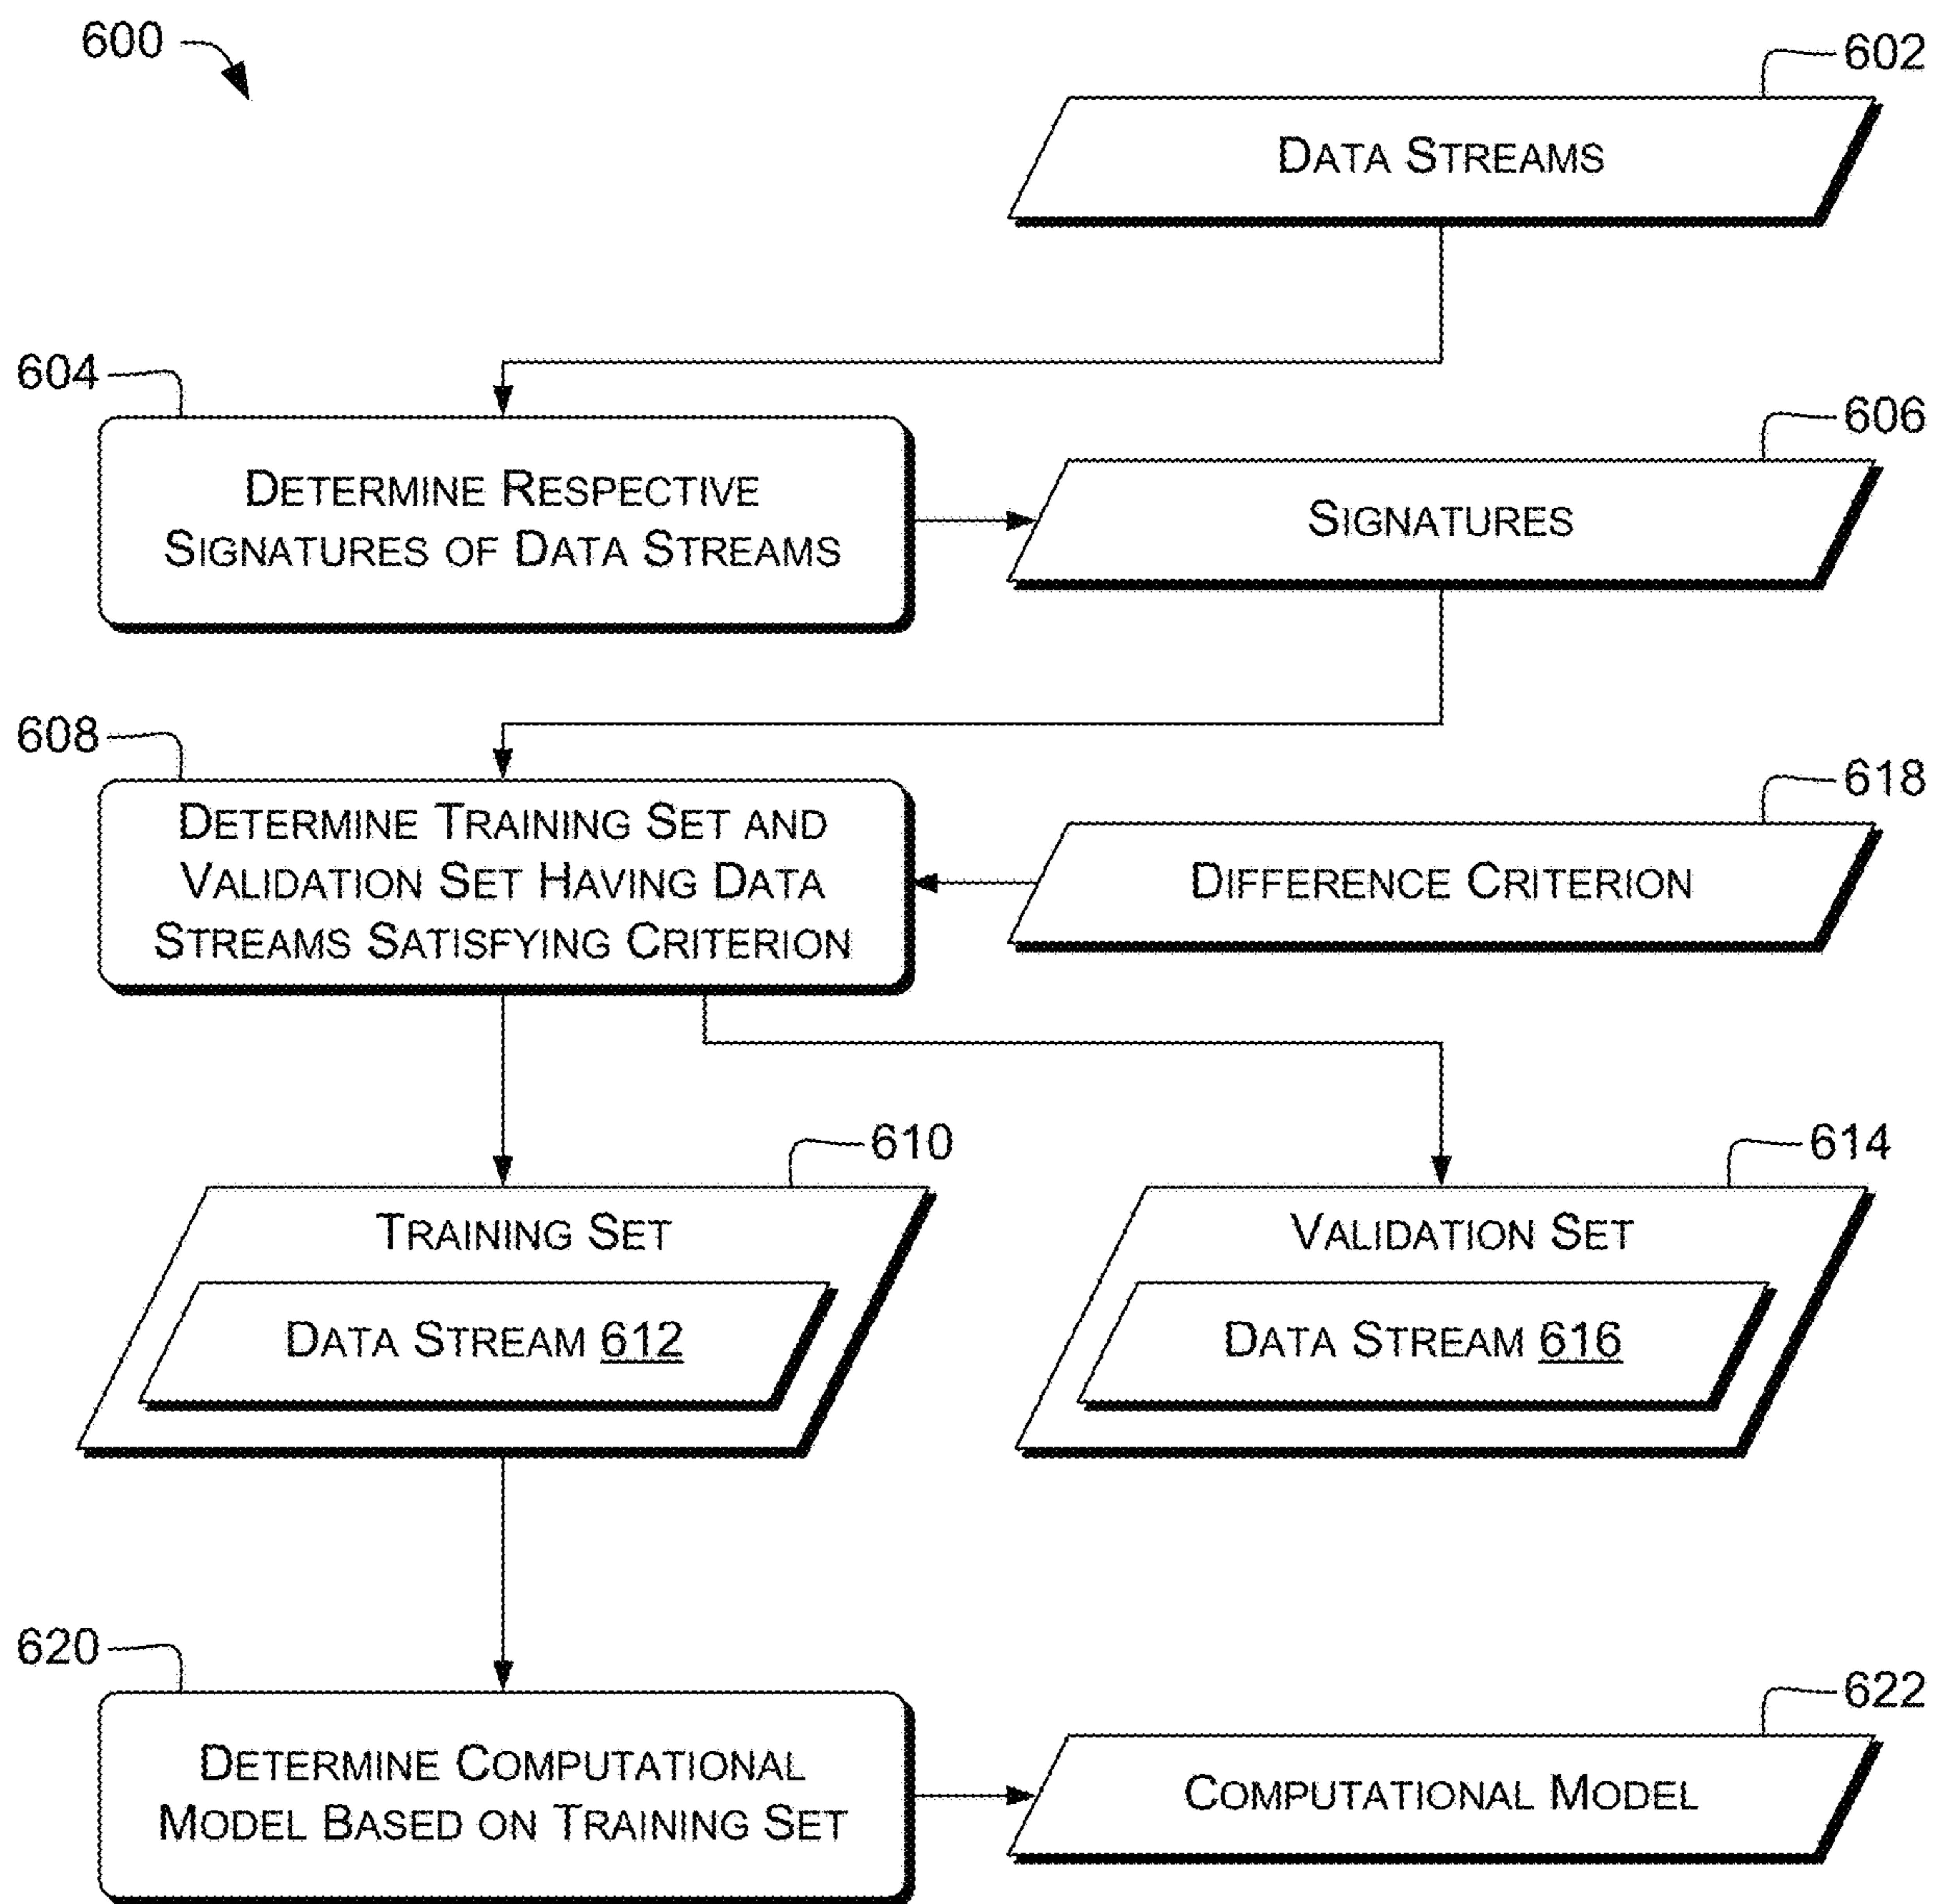 600
602
DATA STREAMS
604
DETERMINE RESPECTIVE
SIGNATURES OF DATA STREAMS
606
SIGNATURES
608
DETERMINE TRAINING SET AND
VALIDATION SET HAVING DATA
STREAMS SATISFYING CRITERION
618
DIFFERENCE CRITERION
610
TRAINING SET
DATA STREAM 612
614
VALIDATION SET
DATA STREAM 616
620
DETERMINE COMPUTATIONAL
MODEL BASED ON TRAINING SET
622
COMPUTATIONAL MODEL